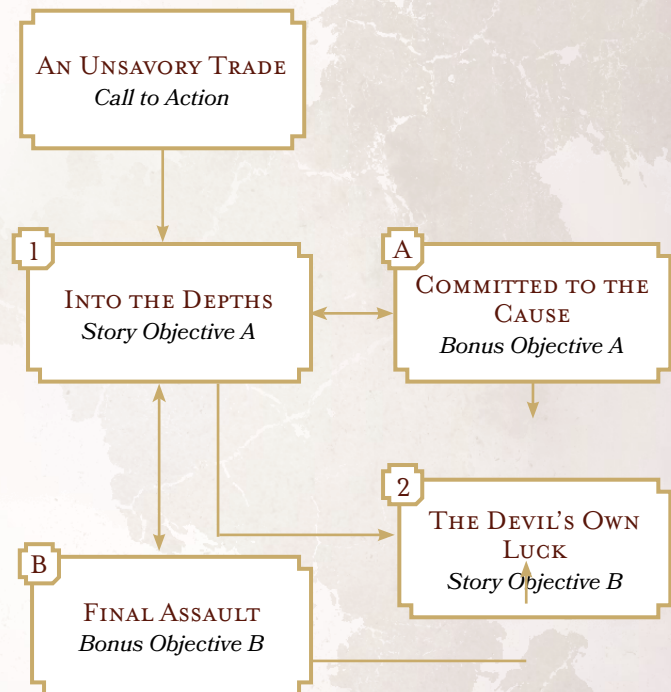 An Unsavory Trade
Call to Action
1
Into the Depths
Story Objective A
A
Committed to the
Cause
Bonus Objective A
2
The Devil's Own
Luck
Story Objective B
B
Final Assault
Bonus Objective B